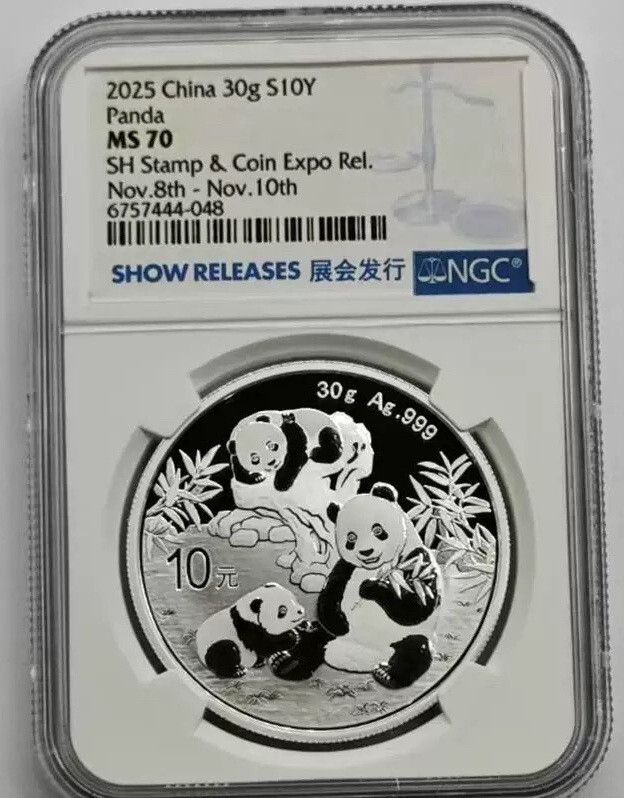 2025 China 30g S10Y
Panda
MS 70
SH Stamp & Coin Expo Rel.
Nov.8th - Nov.10th
6757444-048
SHOW RELEASES 展会发行 NGC®
30g Ag.999
10元